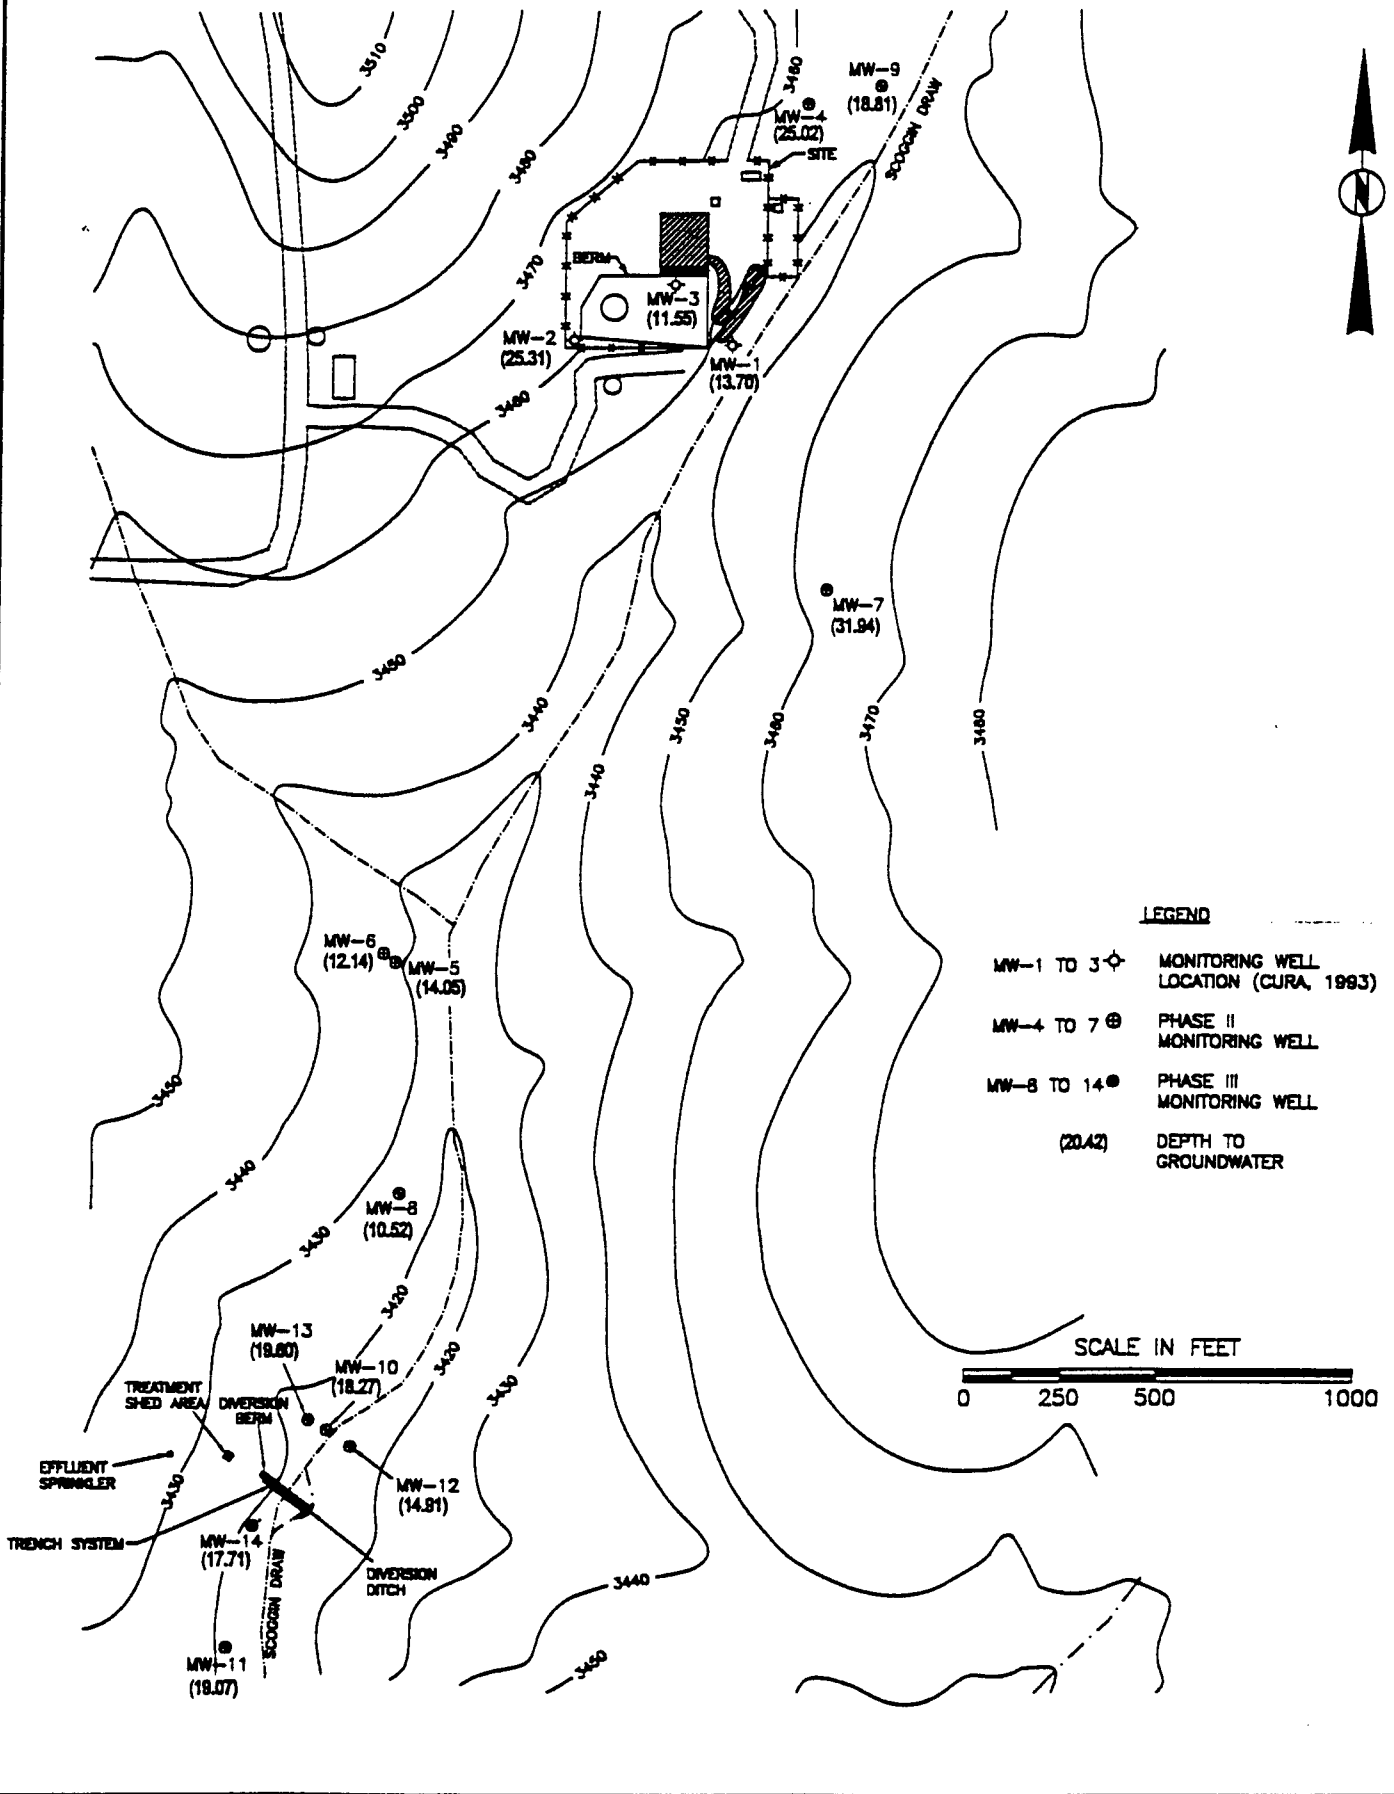 3510
3500
3490
3480
3470
3460
3460
MW-9
(18.81)
MW-4
(25.02)
SITE
SCOGGIN DRAW
BERM
MW-3
(11.55)
MW-2
(25.31)
MW-1
(13.70)
N
MW-7
(31.94)
3450
3440
3440
3450
3460
3470
3480
LEGEND
MW-1 TO 3
MONITORING WELL
LOCATION (CURA, 1993)
MW-4 TO 7
PHASE II
MONITORING WELL
MW-8 TO 14
PHASE III
MONITORING WELL
(20.42)
DEPTH TO
GROUNDWATER
MW-6
(12.14)
MW-5
(14.05)
3450
3440
3430
MW-8
(10.52)
3420
3420
3430
MW-13
(19.60)
MW-10
(18.27)
TREATMENT
SHED AREA
DIVERSION
BERM
EFFLUENT
SPRINKLER
3430
MW-12
(14.91)
TRENCH SYSTEM
MW-14
(17.71)
DIVERSION
DITCH
SCOGGIN DRAW
MW-11
(19.07)
3440
3450
SCALE IN FEET
0 250 500 1000